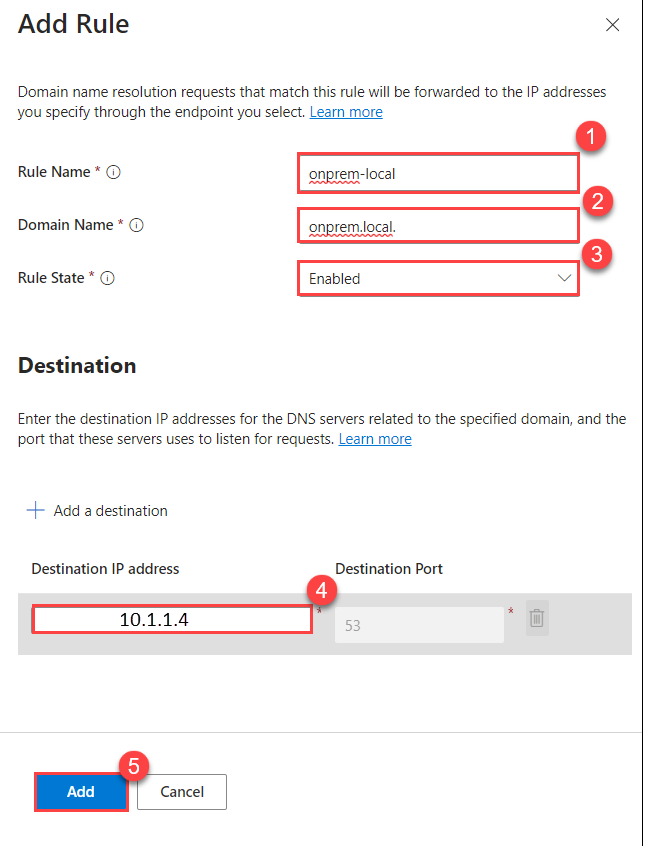 Add Rule
Domain name resolution requests that match this rule will be forwarded to the IP addresses
you specify through the endpoint you select. Learn more
1
Rule Name * onprem-local
2
Domain Name * onprem.local.
3
Rule State * Enabled
Destination
Enter the destination IP addresses for the DNS servers related to the specified domain, and the
port that these servers uses to listen for requests. Learn more
Add a destination
Destination IP address Destination Port
4
10.1.1.4 * 53 *
5
Add Cancel